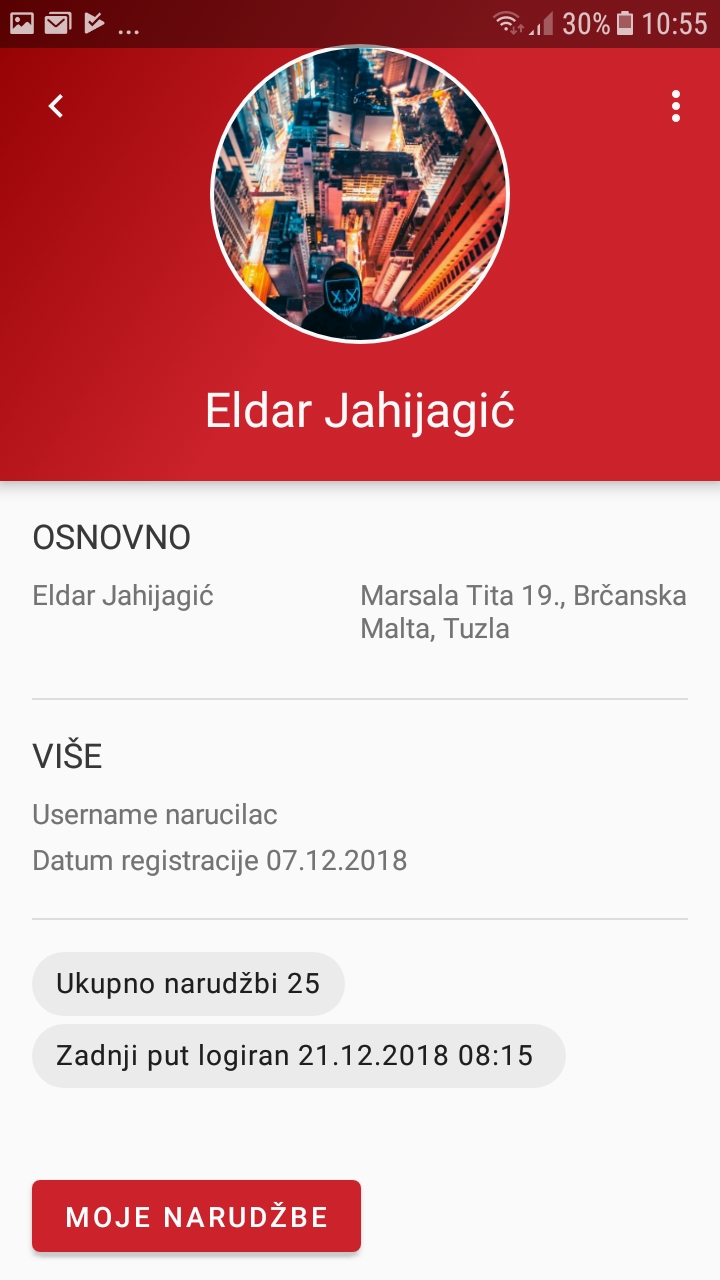 ... 30% 10:55
Eldar Jahijagić
OSNOVNO
Eldar Jahijagić
Marsala Tita 19., Brčanska
Malta, Tuzla
VIŠE
Username narucilac
Datum registracije 07.12.2018
Ukupno narudžbi 25
Zadnji put logiran 21.12.2018 08:15
MOJE NARUDŽBE